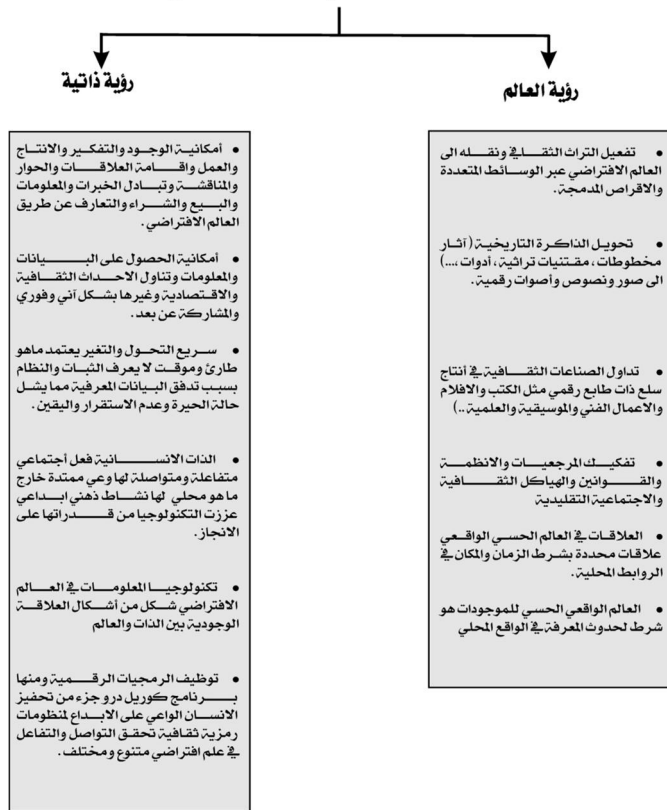 رؤية العالم
• تفعيل التراث الثقافي ونقله الى
العالم الافتراضي عبر الوسائط المتعددة
والاقراص المدمجة.
• تحويل الذاكرة التاريخية (آثار
مخطوطات، مقتنيات تراثية، أدوات ،...)
الى صور ونصوص وأصوات رقمية.
• تداول الصناعات الثقافية في أنتاج
سلع ذات طابع رقمي مثل الكتب والافلام
والاعمال الفني والموسيقية والعلمية ..)
• تفكيك المرجعيات والانظمة
والقوانين والهياكل الثقافية
والاجتماعية التقليدية
• العلاقات في العالم الحسي الواقعي
علاقات محددة بشرط الزمان والمكان في
الروابط المحلية.
• العالم الواقعي الحسي للموجودات هو
شرط لحدوث المعرفة في الواقع المحلي
رؤية ذاتية
• أمكانية الوجود والتفكير والانتاج
والعمل واقامة العلاقات والحوار
والمناقشة وتبادل الخبرات والمعلومات
والبيع والشراء والتعارف عن طريق
العالم الافتراضي.
• أمكانية الحصول على البيانات
والمعلومات وتناول الاحداث الثقافية
والاقتصادية وغيرها بشكل آني وفوري
والمشاركة عن بعد.
• سريع التحول والتغير يعتمد ماهو
طارئ وموقت لا يعرف الثبات والنظام
بسبب تدفق البيانات المعرفية مما يشل
حالة الحيرة وعدم الاستقرار واليقين.
• الذات الانسانية فعل أجتماعي
متفاعلة ومتواصلة لها وعي ممتدة خارج
ما هو محلي لها نشاط ذهني ابداعي
عززت التكنولوجيا من قدراتها على
الانجاز.
• تكنولوجيا المعلومات في العالم
الافتراضي شكل من أشكال العلاقة
الوجودية بين الذات والعالم
• توظيف الرمجيات الرقمية ومنها
برنامج كوريل درو جزء من تحفيز
الانسان الواعي على الابداع لمنظومات
رمزية ثقافية تحقق التواصل والتفاعل
في علم افتراضي متنوع ومختلف.